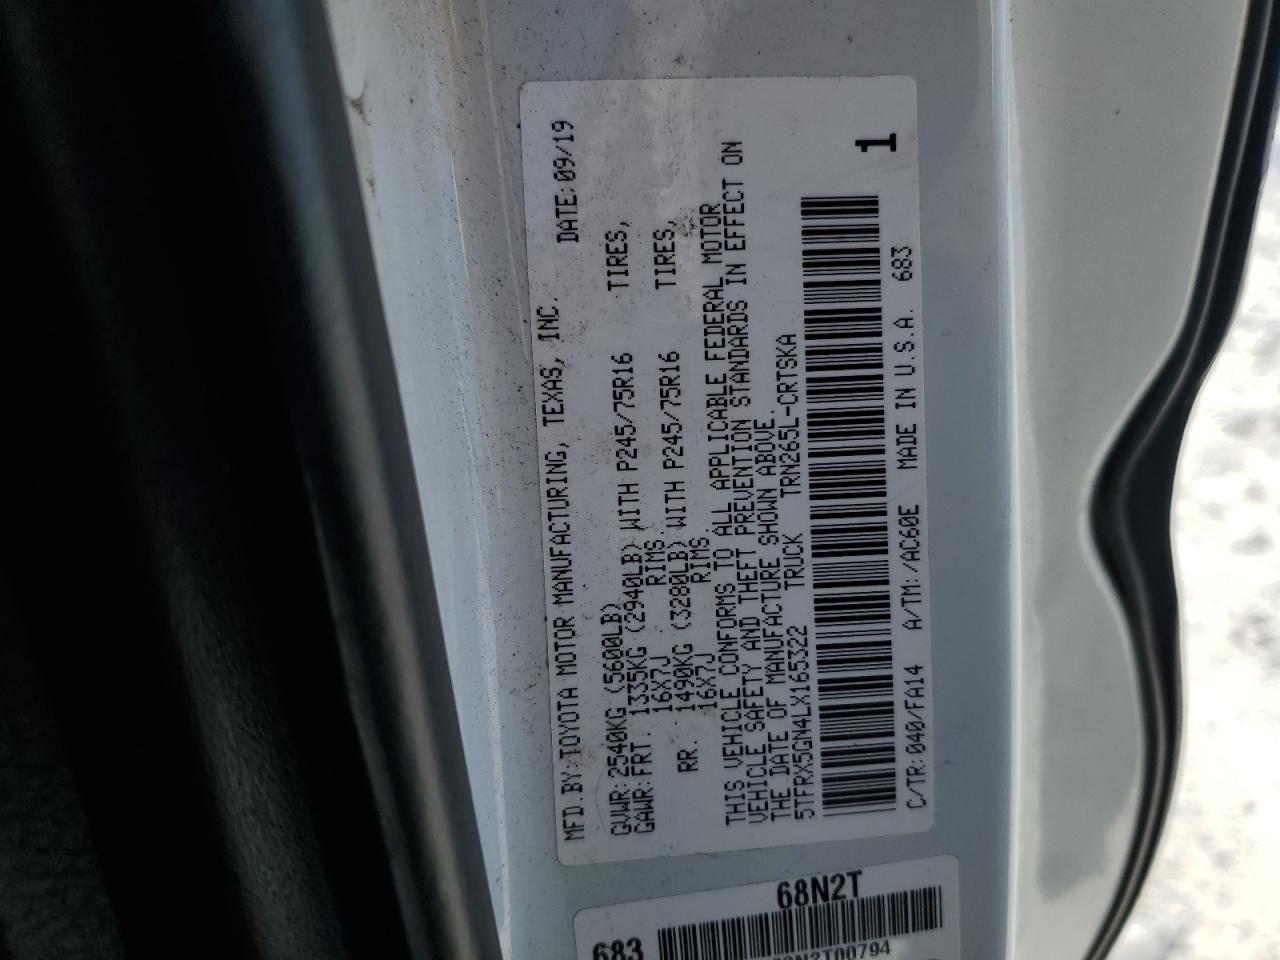 MFD.BY:TOYOTA MOTOR MANUFACTURING, TEXAS, INC. DATE:09/19
GVWR:2540KG (5600LB)
GAWR:FRT. 1335KG (2940LB) WITH P245/75R16 TIRES,
16X7J RIMS.
RR. 1490KG (3280LB) WITH P245/75R16 TIRES,
16X7J RIMS.
THIS VEHICLE CONFORMS TO ALL APPLICABLE FEDERAL MOTOR
VEHICLE SAFETY AND THEFT PREVENTION STANDARDS IN EFFECT ON
THE DATE OF MANUFACTURE SHOWN ABOVE.
5TFRX5GN4LX165322 TRUCK TRN265L-CRTSKA
1
C/TR:040/FA14 A/TM:/AC60E MADE IN U.S.A. 683
68N2T
683
68N2T00794